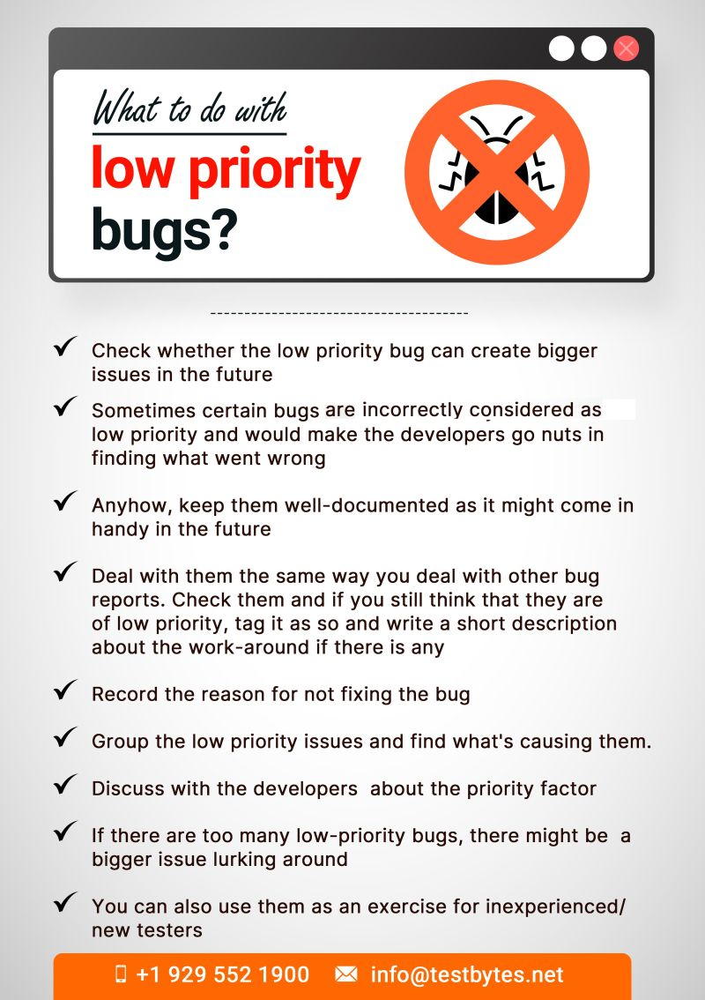 What to do with
low priority
bugs?
Check whether the low priority bug can create bigger
issues in the future
Sometimes certain bugs are incorrectly considered as
low priority and would make the developers go nuts in
finding what went wrong
Anyhow, keep them well-documented as it might come in
handy in the future
Deal with them the same way you deal with other bug
reports. Check them and if you still think that they are
of low priority, tag it as so and write a short description
about the work-around if there is any
Record the reason for not fixing the bug
Group the low priority issues and find what's causing them.
Discuss with the developers about the priority factor
If there are too many low-priority bugs, there might be a
bigger issue lurking around
You can also use them as an exercise for inexperienced/
new testers
+1 929 552 1900 info@testbytes.net